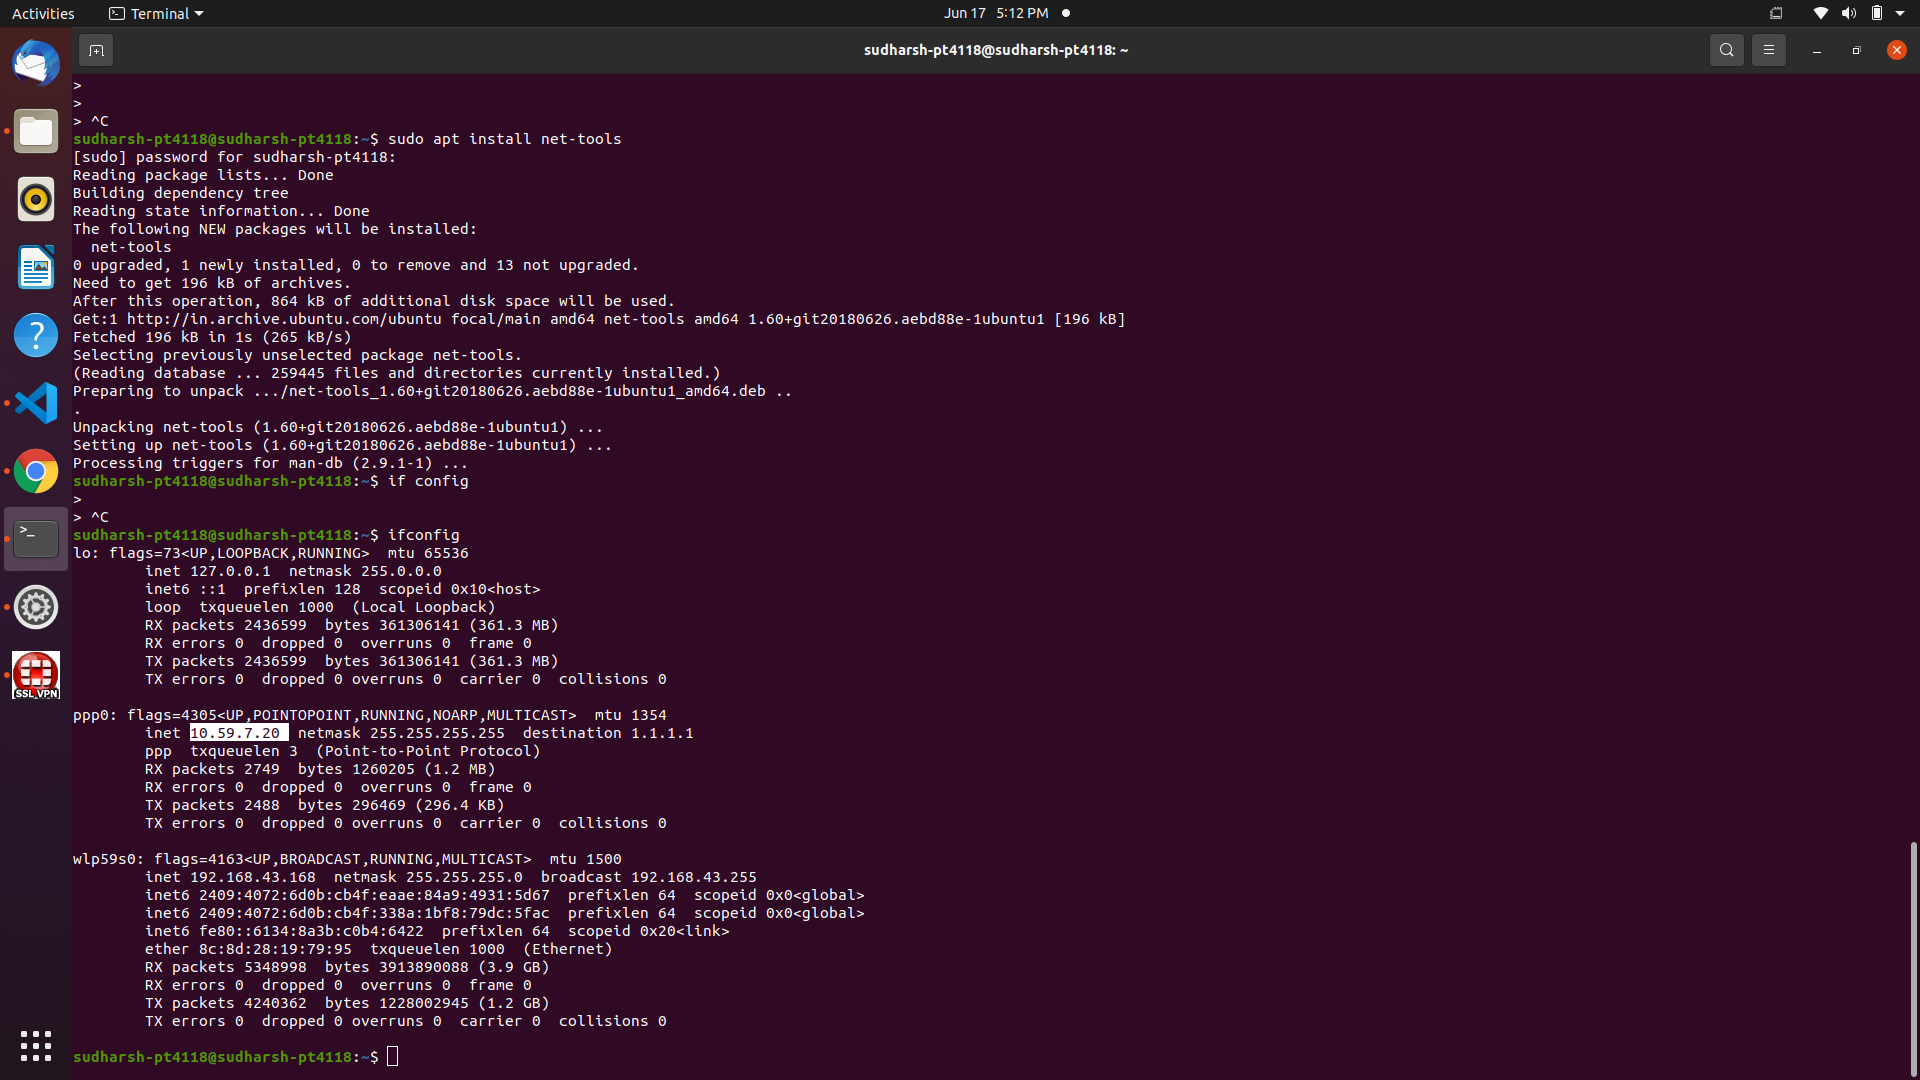 Activities Terminal Jun 17 5:12 PM
sudharsh-pt4118@sudharsh-pt4118: ~
>
>
> ^C
sudharsh-pt4118@sudharsh-pt4118:~$ sudo apt install net-tools
[sudo] password for sudharsh-pt4118:
Reading package lists... Done
Building dependency tree
Reading state information... Done
The following NEW packages will be installed:
  net-tools
0 upgraded, 1 newly installed, 0 to remove and 13 not upgraded.
Need to get 196 kB of archives.
After this operation, 864 kB of additional disk space will be used.
Get:1 http://in.archive.ubuntu.com/ubuntu focal/main amd64 net-tools amd64 1.60+git20180626.aebd88e-1ubuntu1 [196 kB]
Fetched 196 kB in 1s (265 kB/s)
Selecting previously unselected package net-tools.
(Reading database ... 259445 files and directories currently installed.)
Preparing to unpack .../net-tools_1.60+git20180626.aebd88e-1ubuntu1_amd64.deb ..
.
Unpacking net-tools (1.60+git20180626.aebd88e-1ubuntu1) ...
Setting up net-tools (1.60+git20180626.aebd88e-1ubuntu1) ...
Processing triggers for man-db (2.9.1-1) ...
sudharsh-pt4118@sudharsh-pt4118:~$ if config
>
> ^C
sudharsh-pt4118@sudharsh-pt4118:~$ ifconfig
lo: flags=73<UP,LOOPBACK,RUNNING>  mtu 65536
        inet 127.0.0.1  netmask 255.0.0.0
        inet6 ::1  prefixlen 128  scopeid 0x10<host>
        loop  txqueuelen 1000  (Local Loopback)
        RX packets 2436599  bytes 361306141 (361.3 MB)
        RX errors 0  dropped 0  overruns 0  frame 0
        TX packets 2436599  bytes 361306141 (361.3 MB)
        TX errors 0  dropped 0 overruns 0  carrier 0  collisions 0
ppp0: flags=4305<UP,POINTOPOINT,RUNNING,NOARP,MULTICAST>  mtu 1354
        inet 10.59.7.20  netmask 255.255.255.255  destination 1.1.1.1
        ppp  txqueuelen 3  (Point-to-Point Protocol)
        RX packets 2749  bytes 1260205 (1.2 MB)
        RX errors 0  dropped 0  overruns 0  frame 0
        TX packets 2488  bytes 296469 (296.4 KB)
        TX errors 0  dropped 0 overruns 0  carrier 0  collisions 0
wlp59s0: flags=4163<UP,BROADCAST,RUNNING,MULTICAST>  mtu 1500
        inet 192.168.43.168  netmask 255.255.255.0  broadcast 192.168.43.255
        inet6 2409:4072:6d0b:cb4f:eaae:84a9:4931:5d67  prefixlen 64  scopeid 0x0<global>
        inet6 2409:4072:6d0b:cb4f:338a:1bf8:79dc:5fac  prefixlen 64  scopeid 0x0<global>
        inet6 fe80::6134:8a3b:c0b4:6422  prefixlen 64  scopeid 0x20<link>
        ether 8c:8d:28:19:79:95  txqueuelen 1000  (Ethernet)
        RX packets 5348998  bytes 3913890088 (3.9 GB)
        RX errors 0  dropped 0  overruns 0  frame 0
        TX packets 4240362  bytes 1228002945 (1.2 GB)
        TX errors 0  dropped 0 overruns 0  carrier 0  collisions 0
sudharsh-pt4118@sudharsh-pt4118:~$
SSL VPN